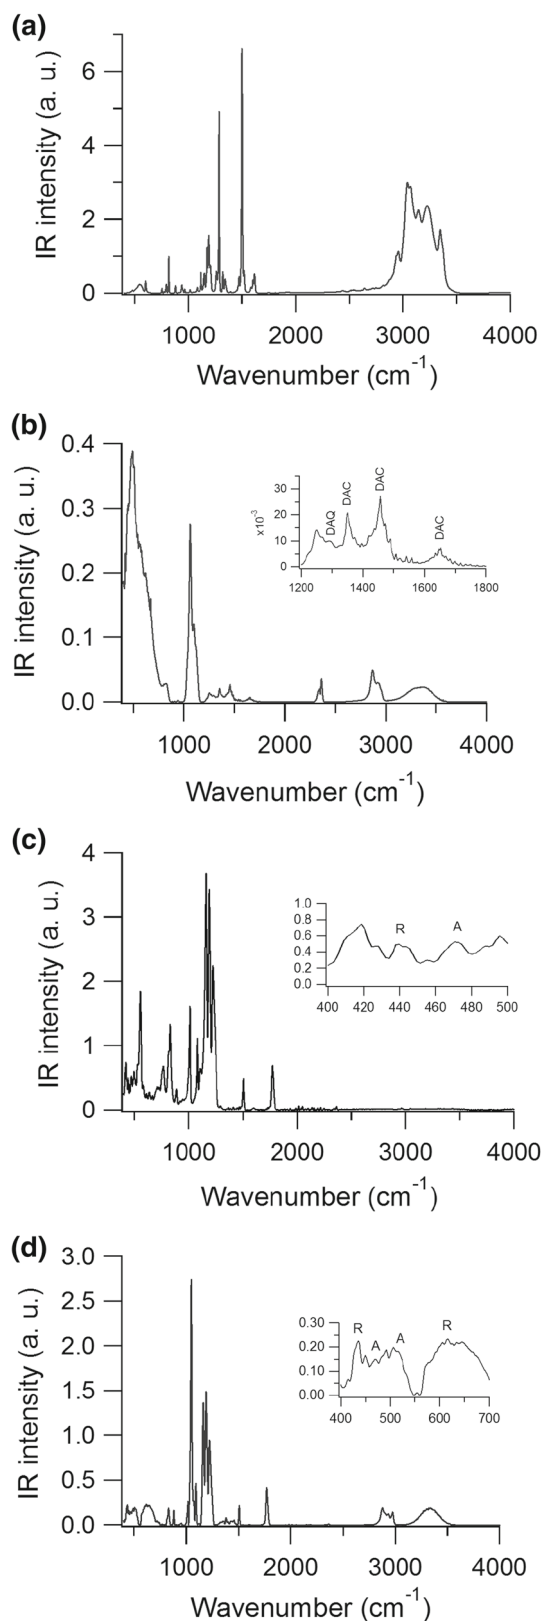 (a)
IR intensity (a. u.)
6
4
2
0
1000 2000 3000 4000
Wavenumber (cm⁻¹)
(b)
IR intensity (a. u.)
0.4
0.3
0.2
0.1
0.0
x10⁻³
30
20
10
0
DAQ
DAC
DAC
DAC
1200 1400 1600 1800
1000 2000 3000 4000
Wavenumber (cm⁻¹)
(c)
IR intensity (a. u.)
4
3
2
1
0
1.0
0.8
0.6
0.4
0.2
0.0
R
A
400 420 440 460 480 500
1000 2000 3000 4000
Wavenumber (cm⁻¹)
(d)
IR intensity (a. u.)
3.0
2.5
2.0
1.5
1.0
0.5
0.0
0.30
0.20
0.10
0.00
R
A
A
R
400 500 600 700
1000 2000 3000 4000
Wavenumber (cm⁻¹)